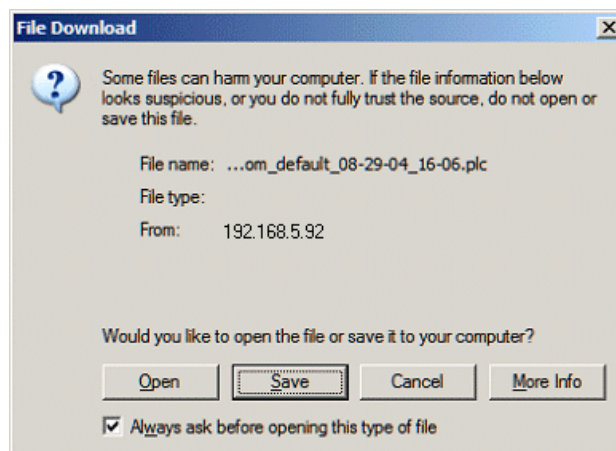 File Download
Some files can harm your computer. If the file information below
looks suspicious, or you do not fully trust the source, do not open or
save this file.
File name: ...om_default_08-29-04_16-06.plc
File type:
From: 192.168.5.92
Would you like to open the file or save it to your computer?
Open Save Cancel More Info
Always ask before opening this type of file